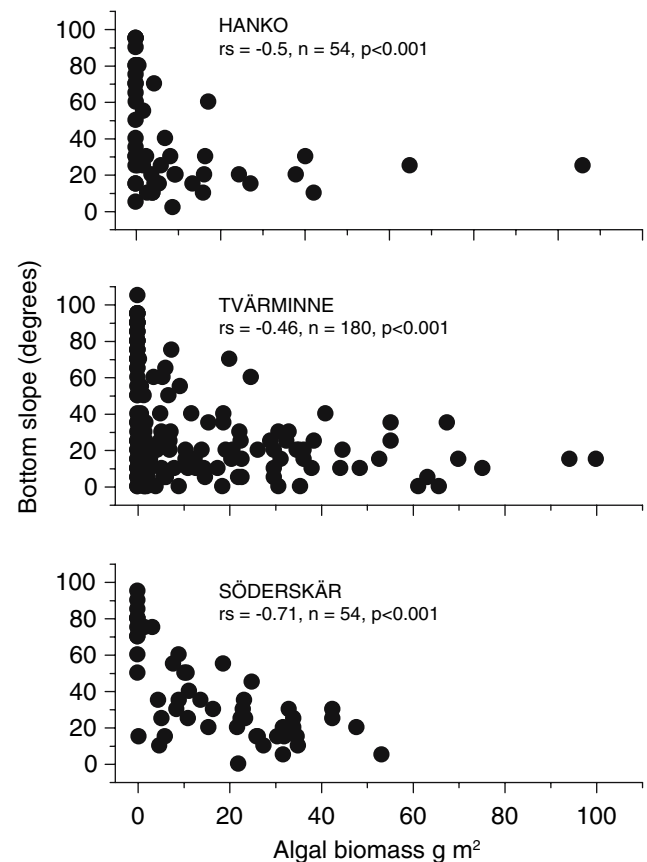 100
80
60
40
20
0
HANKO
rs = -0.5, n = 54, p<0.001
Bottom slope (degrees)
100
80
60
40
20
0
TVÄRMINNE
rs = -0.46, n = 180, p<0.001
100
80
60
40
20
0
SÖDERSKÄR
rs = -0.71, n = 54, p<0.001
0 20 40 60 80 100
Algal biomass g m²